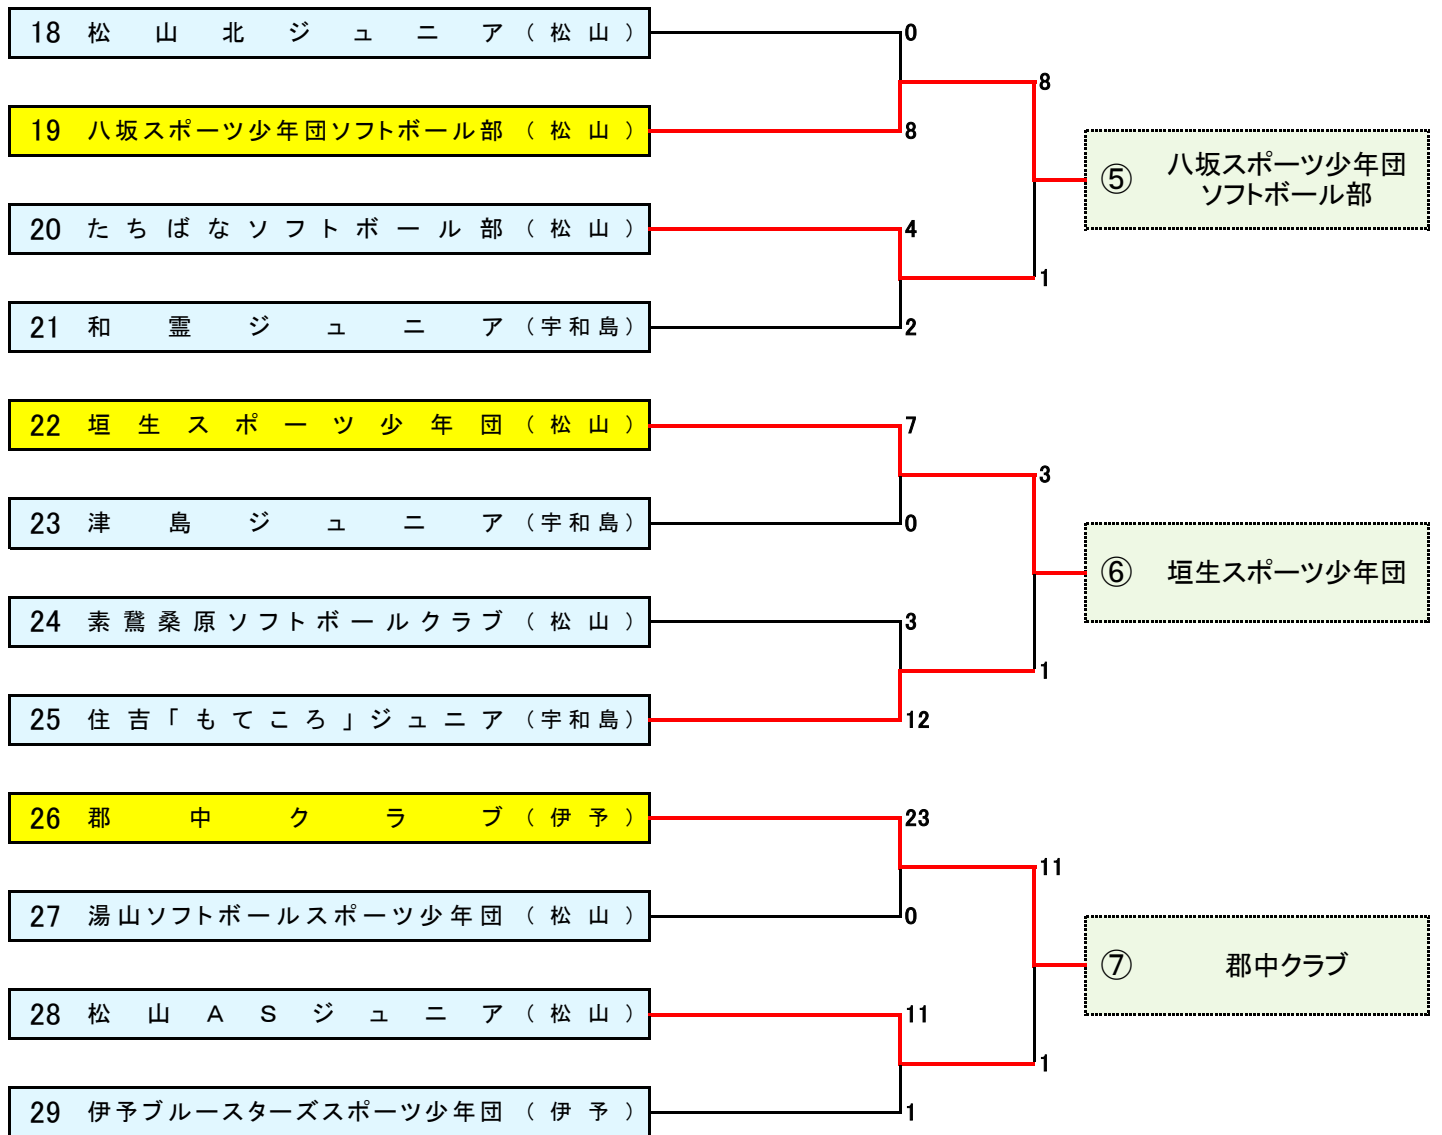 18 松山北ジュニア（松山）
0
8
19 八坂スポーツ少年団ソフトボール部（松山）
8
⑤ 八坂スポーツ少年団
ソフトボール部
20 たちばなソフトボール部（松山）
4
1
21 和霊ジュニア（宇和島）
2
22 垣生スポーツ少年団（松山）
7
3
23 津島ジュニア（宇和島）
0
⑥ 垣生スポーツ少年団
24 素鵞桑原ソフトボールクラブ（松山）
3
1
25 住吉「もてころ」ジュニア（宇和島）
12
26 郡中クラブ（伊予）
23
11
27 湯山ソフトボールスポーツ少年団（松山）
0
⑦ 郡中クラブ
28 松山ASジュニア（松山）
11
1
29 伊予ブルースターズスポーツ少年団（伊予）
1